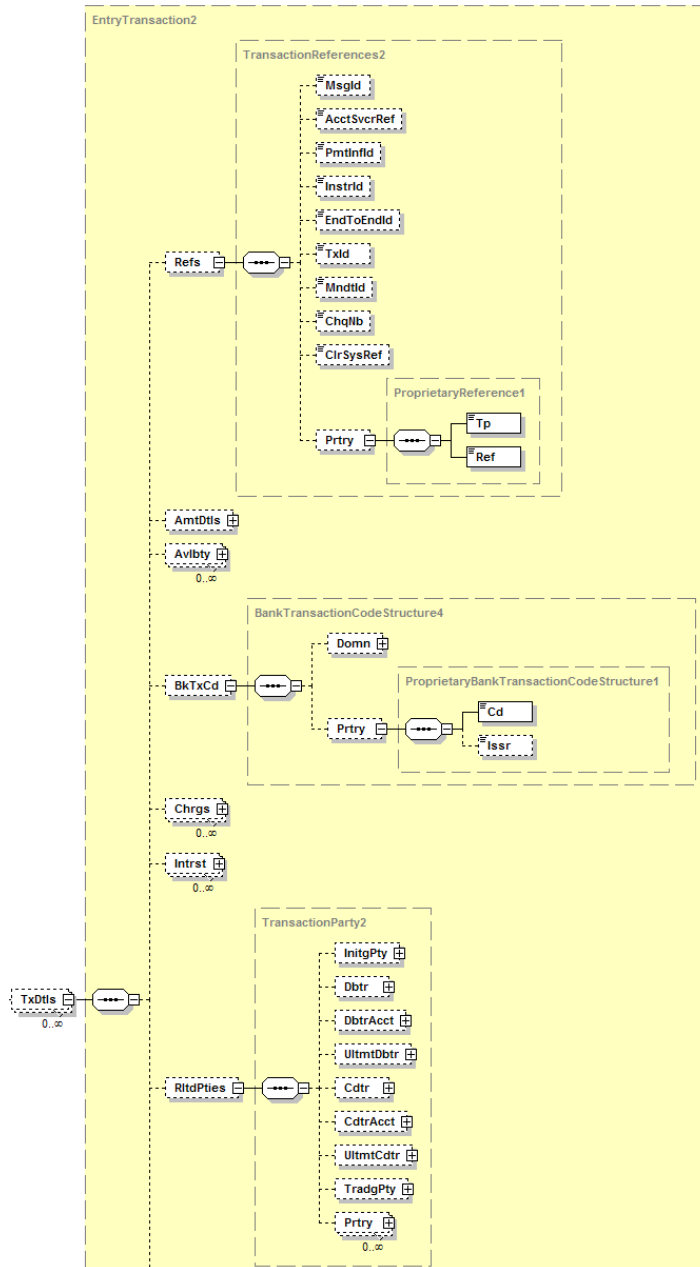 EntryTransaction2
TransactionReferences2
MsgId
AcctSvcrRef
PmtInfId
InstrId
EndToEndId
Refs
TxId
MndtId
ChqNb
ClrSysRef
ProprietaryReference1
Tp
Prtry
Ref
AmtDtls
Avlbty
0..∞
BankTransactionCodeStructure4
Domn
ProprietaryBankTransactionCodeStructure1
BkTxCd
Cd
Prtry
Issr
Chrgs
0..∞
Intrst
0..∞
TransactionParty2
InitgPty
Dbtr
TxDtls
0..∞
DbtrAcct
UltmtDbtr
RltdPties
Cdtr
CdtrAcct
UltmtCdtr
TradgPty
Prtry
0..∞